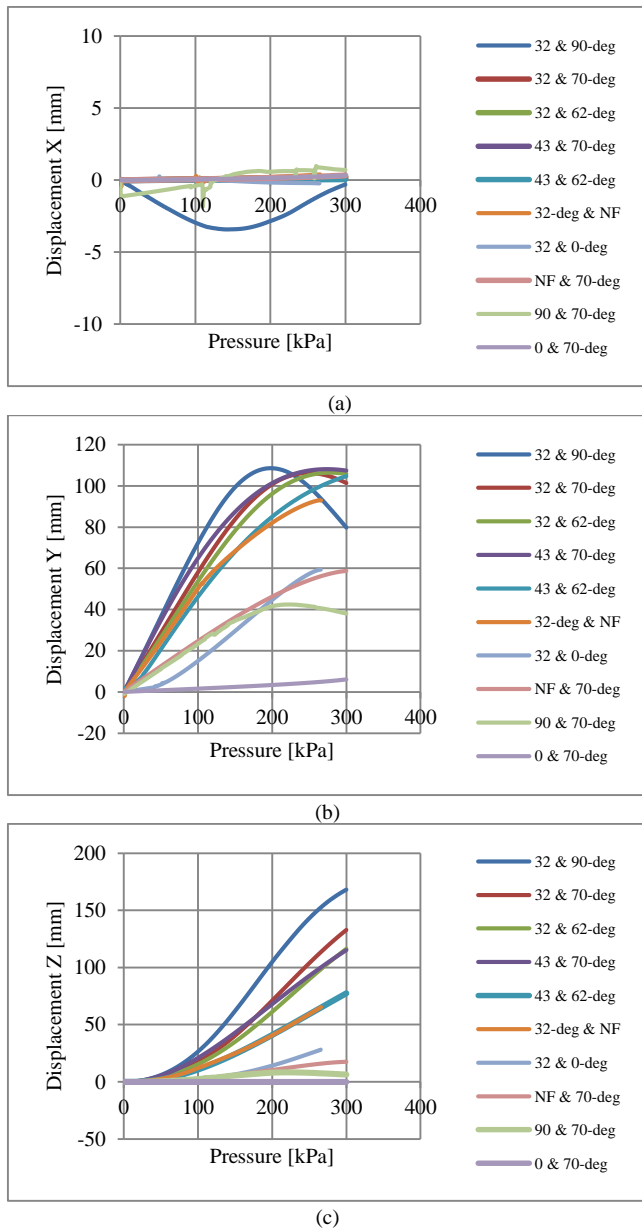 10
5
0
-5
-10
0
100
200
300
400
Displacement X [mm]
Pressure [kPa]
32 & 90-deg
32 & 70-deg
32 & 62-deg
43 & 70-deg
43 & 62-deg
32-deg & NF
32 & 0-deg
NF & 70-deg
90 & 70-deg
0 & 70-deg
(a)
120
100
80
60
40
20
0
-20
0
100
200
300
400
Displacement Y [mm]
Pressure [kPa]
32 & 90-deg
32 & 70-deg
32 & 62-deg
43 & 70-deg
43 & 62-deg
32-deg & NF
32 & 0-deg
NF & 70-deg
90 & 70-deg
0 & 70-deg
(b)
200
150
100
50
0
-50
0
100
200
300
400
Displacement Z [mm]
Pressure [kPa]
32 & 90-deg
32 & 70-deg
32 & 62-deg
43 & 70-deg
43 & 62-deg
32-deg & NF
32 & 0-deg
NF & 70-deg
90 & 70-deg
0 & 70-deg
(c)